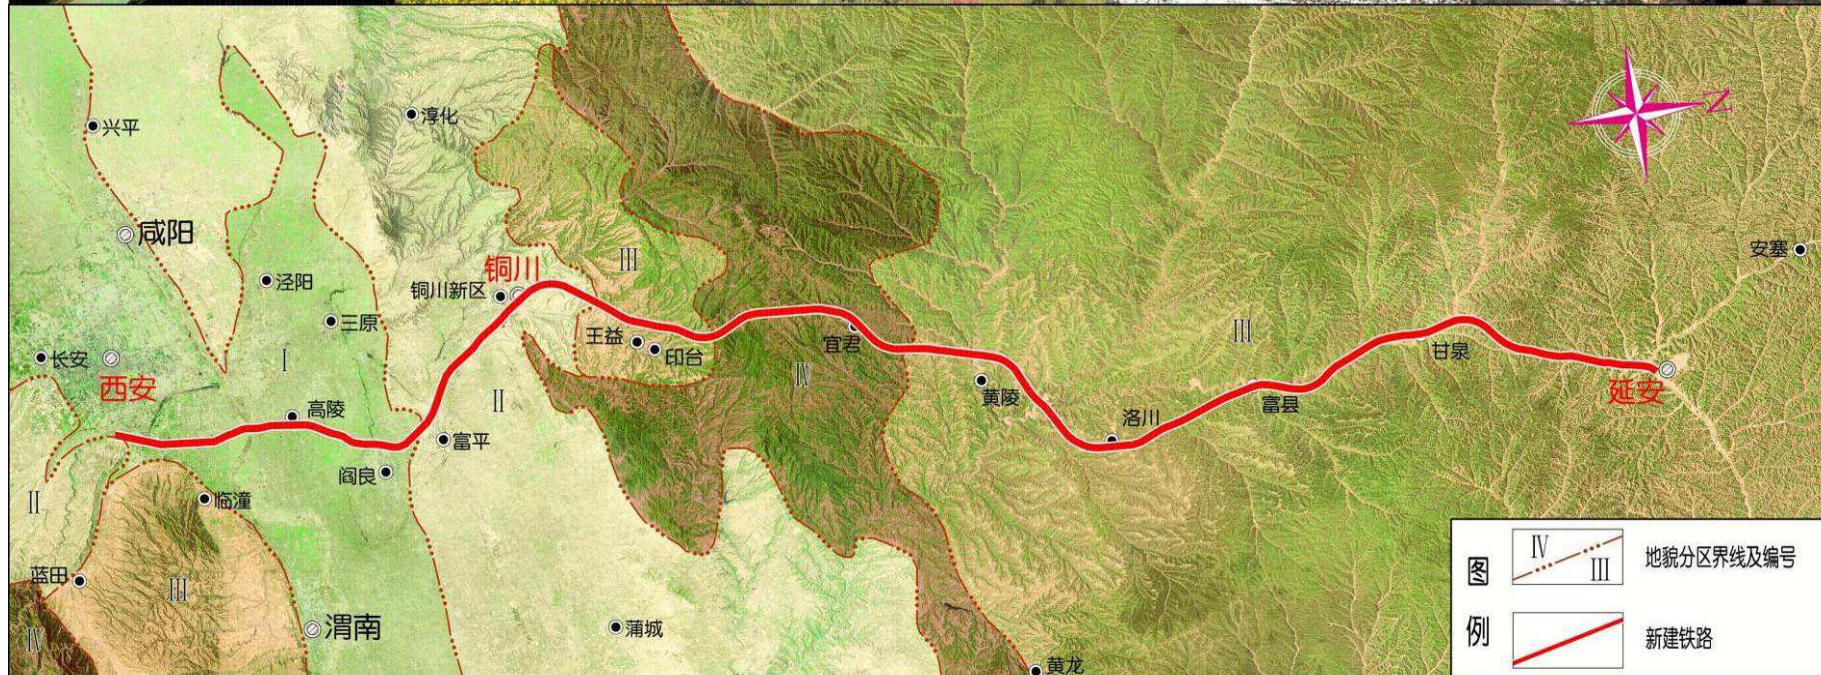 N
兴平
淳化
咸阳
安塞
III
铜川
泾阳
铜川新区
三原
III
王益
宜君
甘泉
长安
I
印台
西安
IV
黄陵
延安
II
高陵
洛川
富县
富平
阎良
II
临潼
蓝田
III
渭南
蒲城
IV
黄龙
图例
IV
III
地貌分区界线及编号
新建铁路